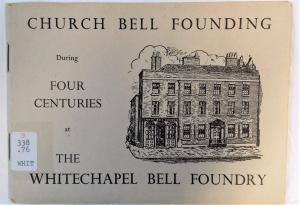 CHURCH BELL FOUNDING
During
FOUR
CENTURIES
at
THE
WHITECHAPEL BELL FOUNDRY
338
.76
WHIT